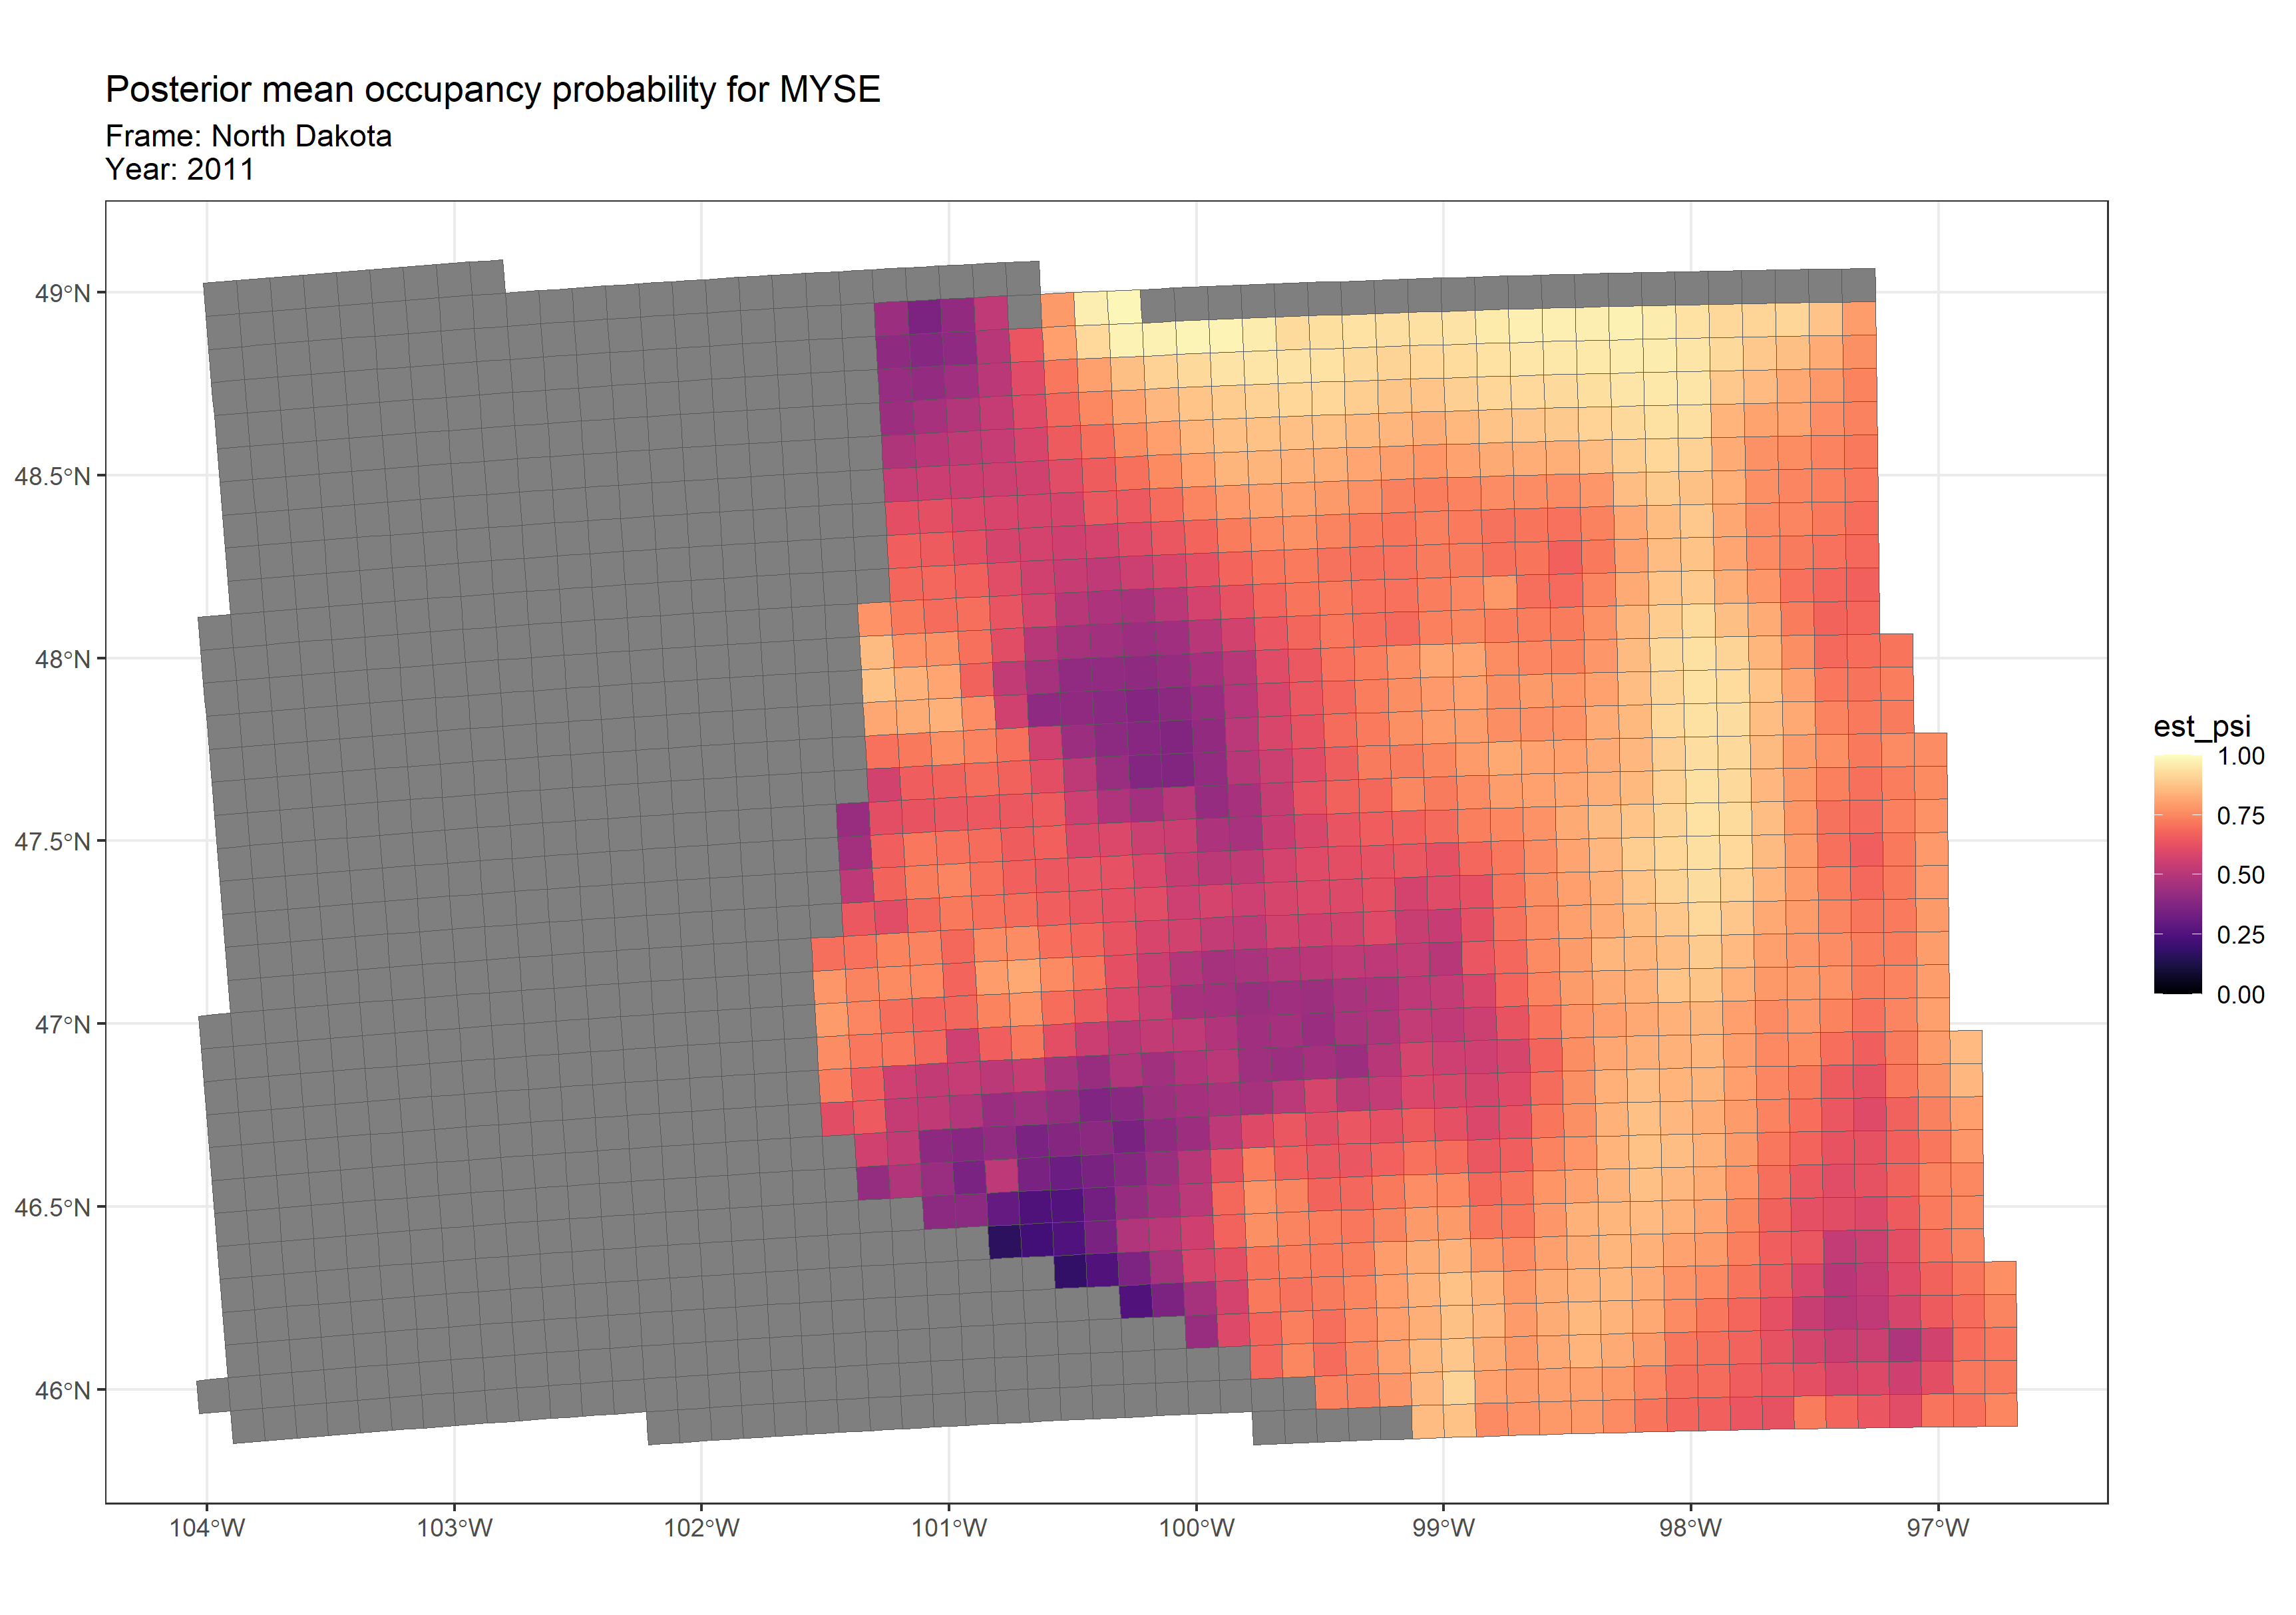 Posterior mean occupancy probability for MYSE
Frame: North Dakota
Year: 2011
49°N
48.5°N
48°N
47.5°N
47°N
46.5°N
46°N
104°W
103°W
102°W
101°W
100°W
99°W
98°W
97°W
est_psi
1.00
0.75
0.50
0.25
0.00